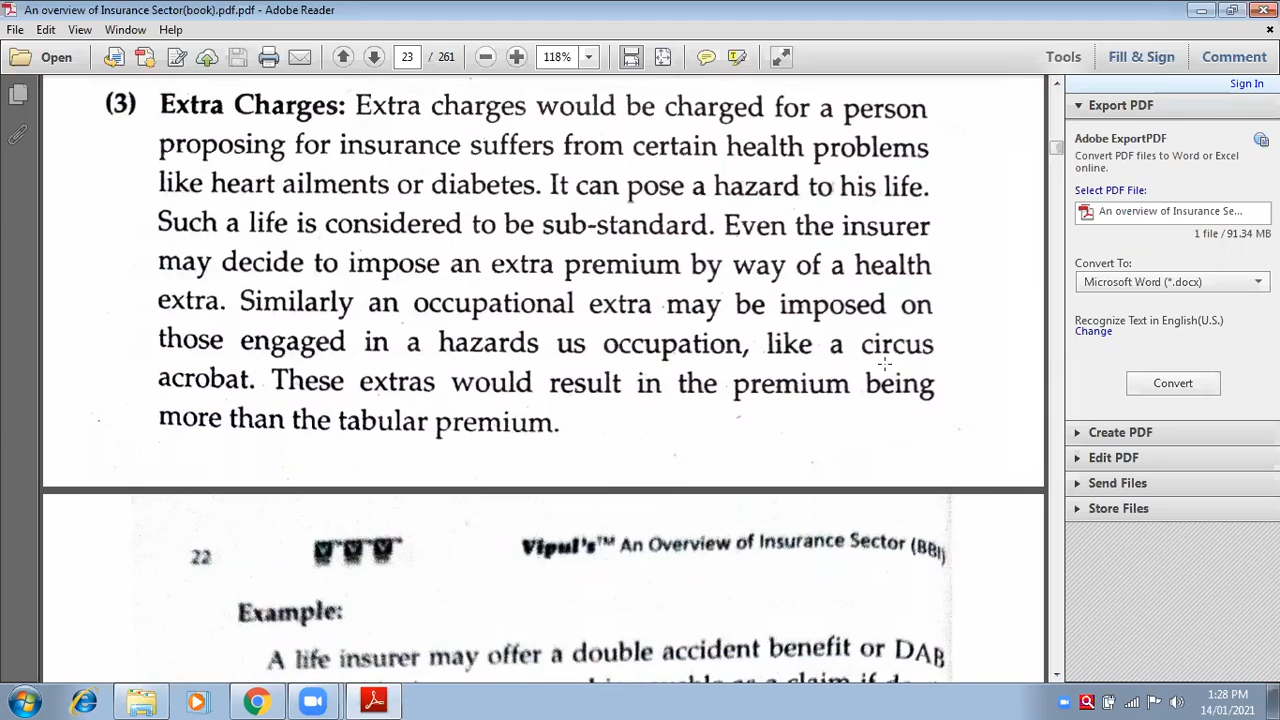 An overview of Insurance Sector(book).pdf.pdf - Adobe Reader
File Edit View Window Help
Open 23 / 261 118% Tools Fill & Sign Comment
Sign In
(3) Extra Charges: Extra charges would be charged for a person
proposing for insurance suffers from certain health problems
like heart ailments or diabetes. It can pose a hazard to his life.
Such a life is considered to be sub-standard. Even the insurer
may decide to impose an extra premium by way of a health
extra. Similarly an occupational extra may be imposed on
those engaged in a hazards us occupation, like a circus
acrobat. These extras would result in the premium being
more than the tabular premium.
22 Vipul's™ An Overview of Insurance Sector (BBI)
Example:
A life insurer may offer a double accident benefit or DAB
Export PDF
Adobe ExportPDF
Convert PDF files to Word or Excel
online.
Select PDF File:
An overview of Insurance Se...
1 file / 91.34 MB
Convert To:
Microsoft Word (*.docx)
Recognize Text in English(U.S.)
Change
Convert
Create PDF
Edit PDF
Send Files
Store Files
1:28 PM
14/01/2021